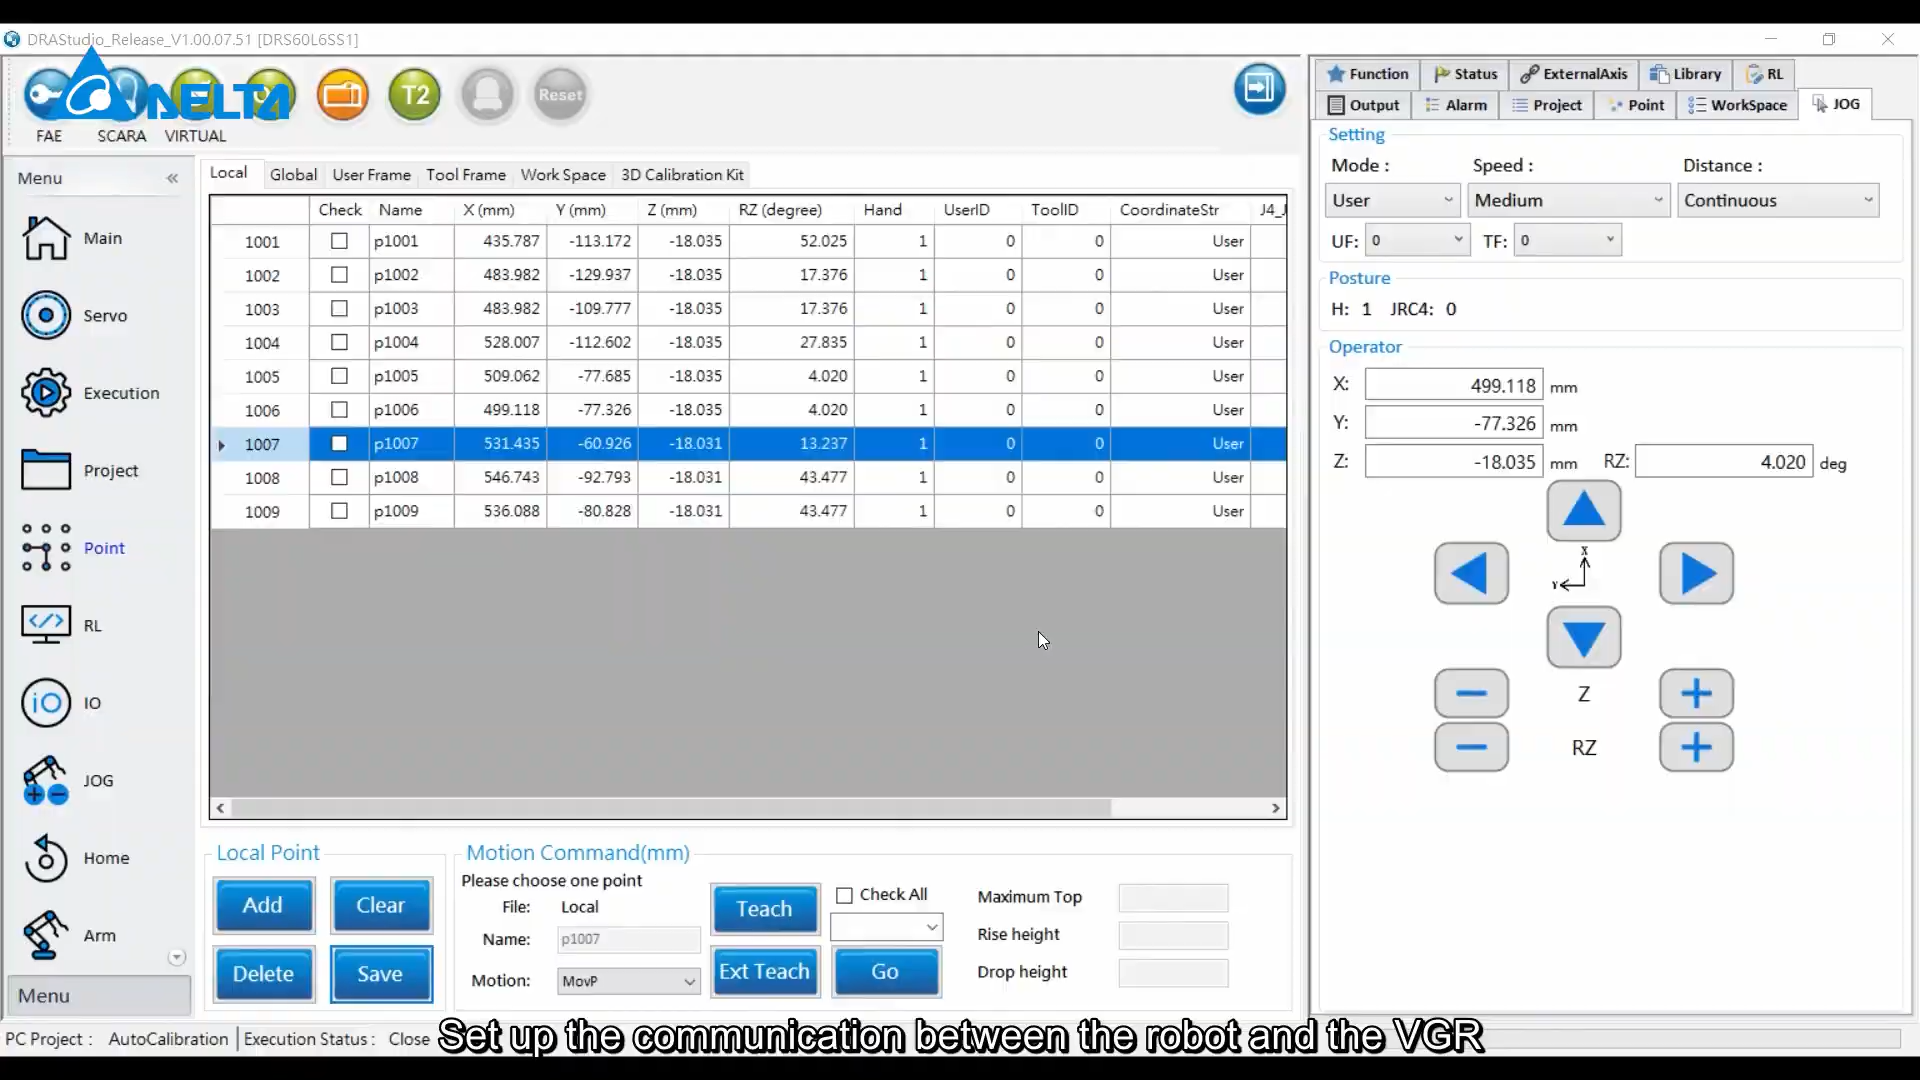 DRAStudio_Release_V1.00.07.51 [DRS60L6SS1]
DELTA
T2
Reset
FAE SCARA VIRTUAL
Function Status ExternalAxis Library RL
Output Alarm Project Point WorkSpace JOG
Menu «
Main
Servo
Execution
Project
Point
RL
iO IO
JOG
Home
Arm
Menu
Local Global User Frame Tool Frame Work Space 3D Calibration Kit
Check Name X (mm) Y (mm) Z (mm) RZ (degree) Hand UserID ToolID CoordinateStr J4_J
1001 p1001 435.787 -113.172 -18.035 52.025 1 0 0 User
1002 p1002 483.982 -129.937 -18.035 17.376 1 0 0 User
1003 p1003 483.982 -109.777 -18.035 17.376 1 0 0 User
1004 p1004 528.007 -112.602 -18.035 27.835 1 0 0 User
1005 p1005 509.062 -77.685 -18.035 4.020 1 0 0 User
1006 p1006 499.118 -77.326 -18.035 4.020 1 0 0 User
1007 p1007 531.435 -60.926 -18.031 13.237 1 0 0 User
1008 p1008 546.743 -92.793 -18.031 43.477 1 0 0 User
1009 p1009 536.088 -80.828 -18.031 43.477 1 0 0 User
Local Point
Add Clear
Delete Save
Motion Command(mm)
Please choose one point
File: Local
Name: p1007
Motion: MovP
Teach
Ext Teach
Check All
Go
Maximum Top
Rise height
Drop height
Setting
Mode : Speed : Distance :
User Medium Continuous
UF: 0 TF: 0
Posture
H: 1 JRC4: 0
Operator
X: 499.118 mm
Y: -77.326 mm
Z: -18.035 mm RZ: 4.020 deg
X
Y
Z
RZ
PC Project : AutoCalibration Execution Status : Close
Set up the communication between the robot and the VGR